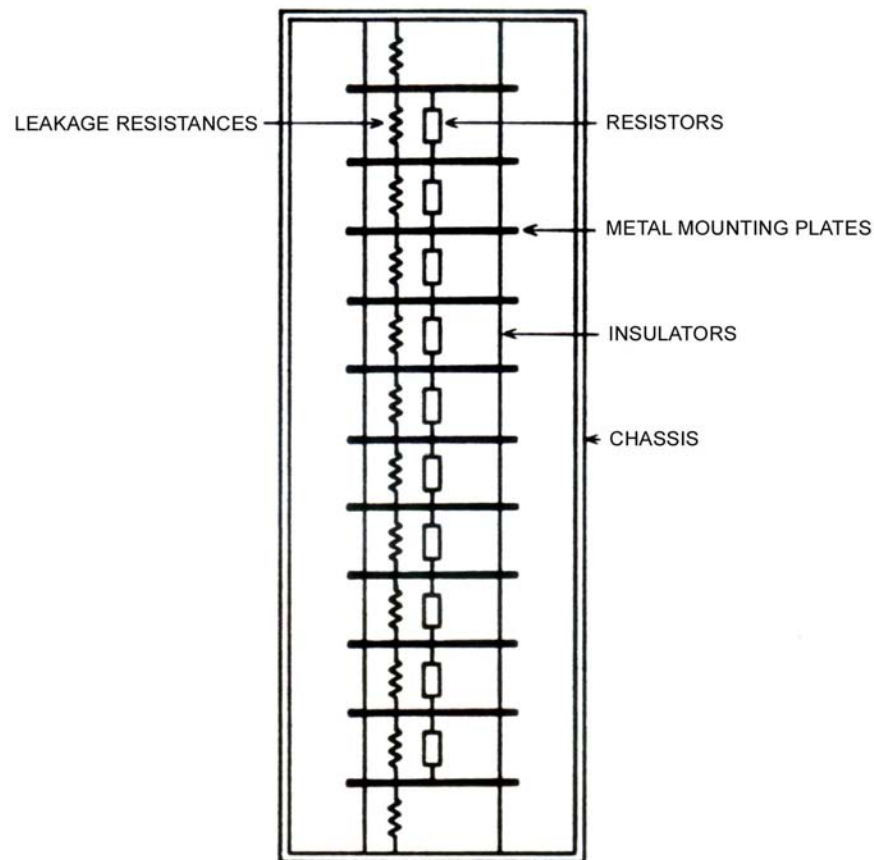 LEAKAGE RESISTANCES
RESISTORS
METAL MOUNTING PLATES
INSULATORS
CHASSIS